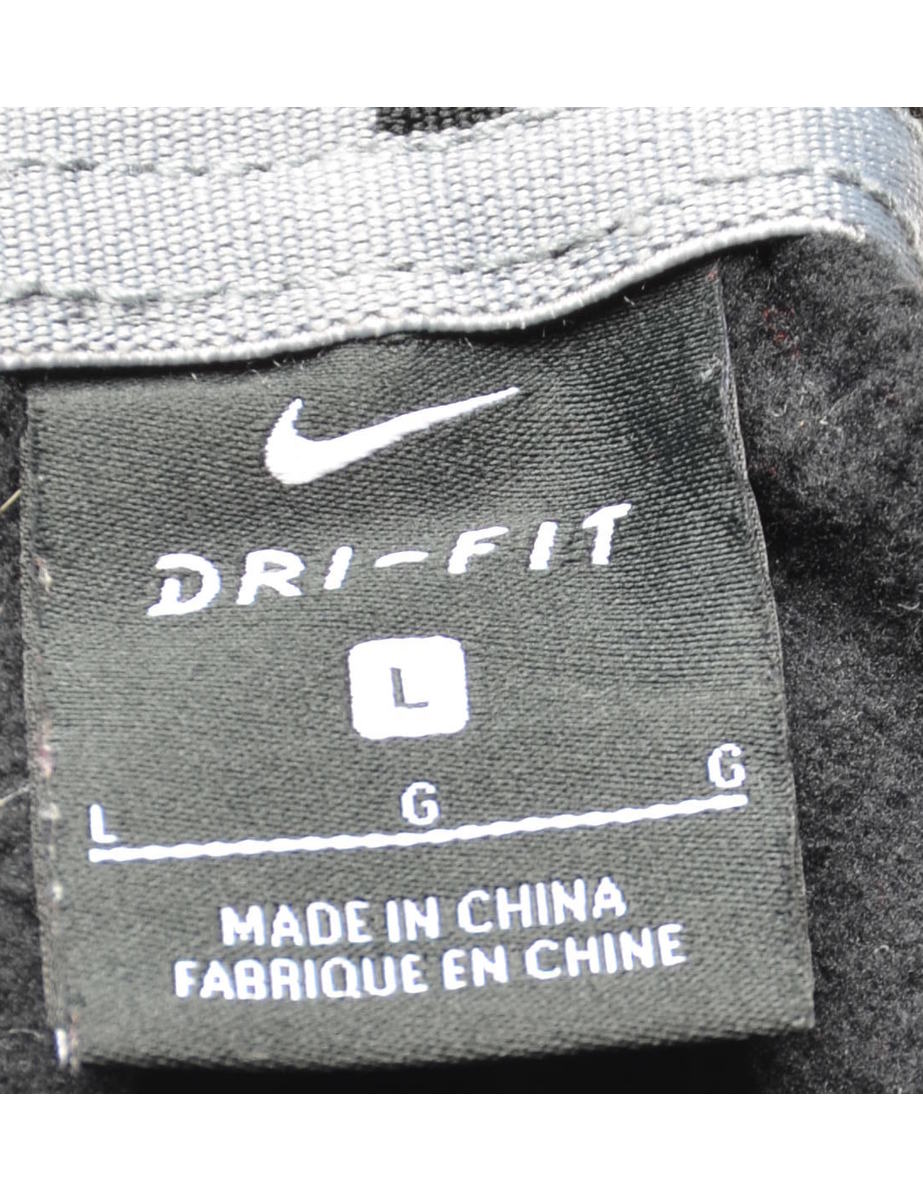 DRI-FIT
L
L G G
MADE IN CHINA
FABRIQUE EN CHINE